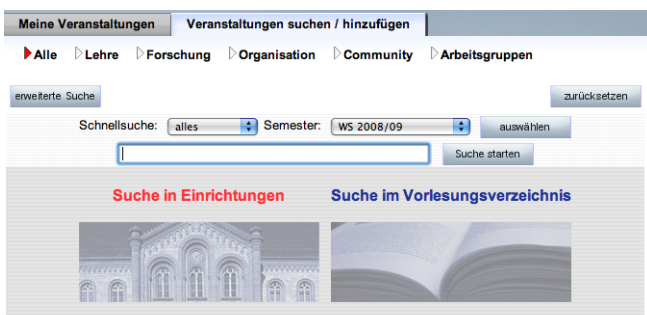 Meine Veranstaltungen Veranstaltungen suchen / hinzufügen
Alle Lehre Forschung Organisation Community Arbeitsgruppen
erweiterte Suche zurücksetzen
Schnellsuche: alles Semester: WS 2008/09 auswählen
Suche starten
Suche in Einrichtungen Suche im Vorlesungsverzeichnis